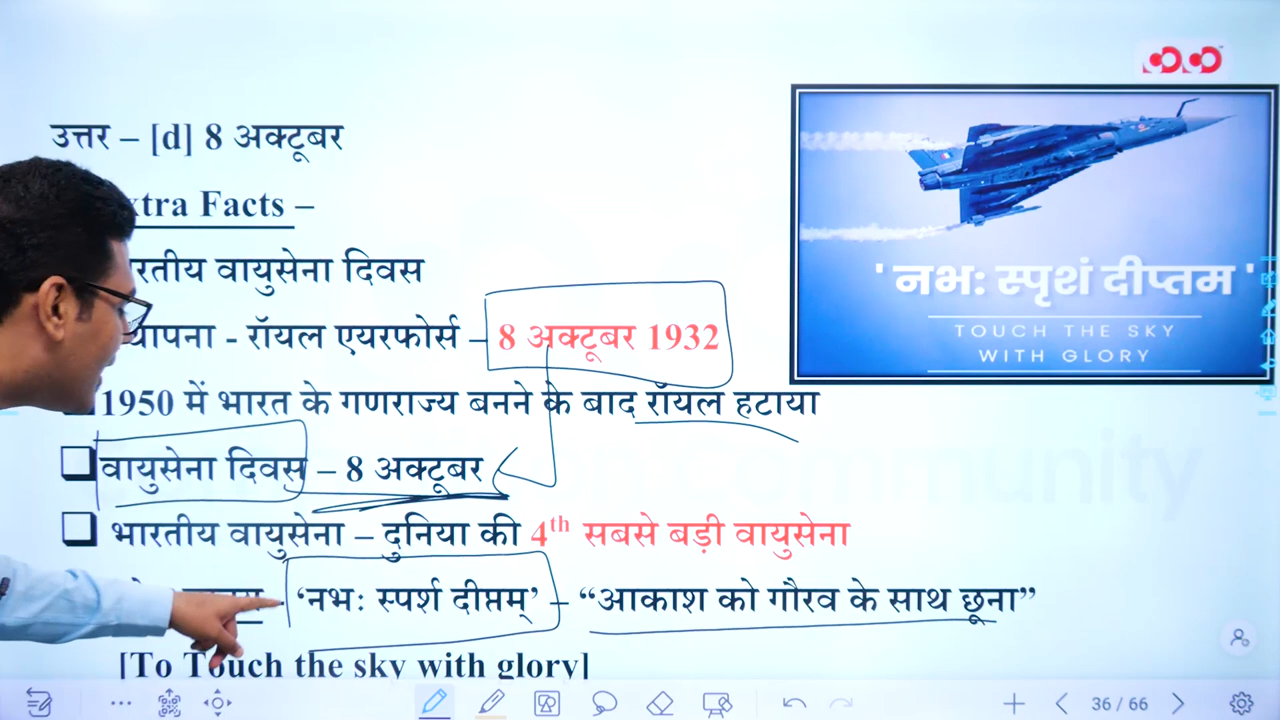 उत्तर – [d] 8 अक्टूबर
xtra Facts –
रतीय वायुसेना दिवस
थापना - रॉयल एयरफोर्स – 8 अक्टूबर 1932
1950 में भारत के गणराज्य बनने के बाद रॉयल हटाया
वायुसेना दिवस – 8 अक्टूबर
भारतीय वायुसेना – दुनिया की 4th सबसे बड़ी वायुसेना
- ‘नभः स्पर्श दीप्तम्’ – “आकाश को गौरव के साथ छूना”
[To Touch the sky with glory]
' नभः स्पृशं दीप्तम '
TOUCH THE SKY
WITH GLORY
36 / 66